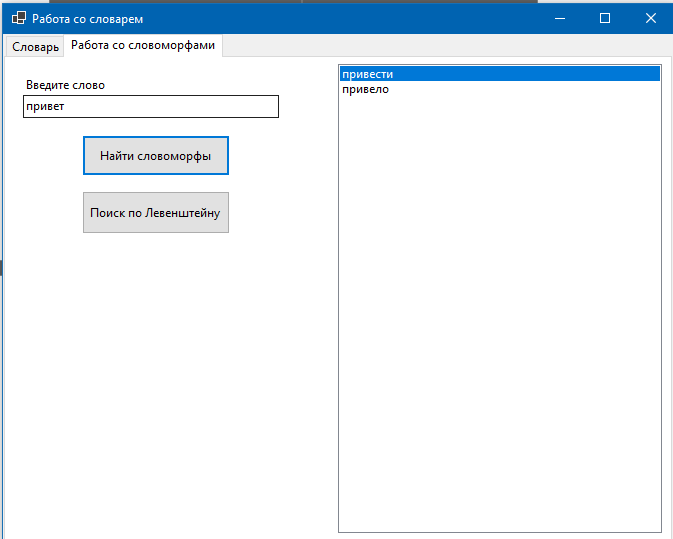 Работа со словарем
Словарь
Работа со словоморфами
Введите слово
привет
Найти словоморфы
Поиск по Левенштейну
привести
привело